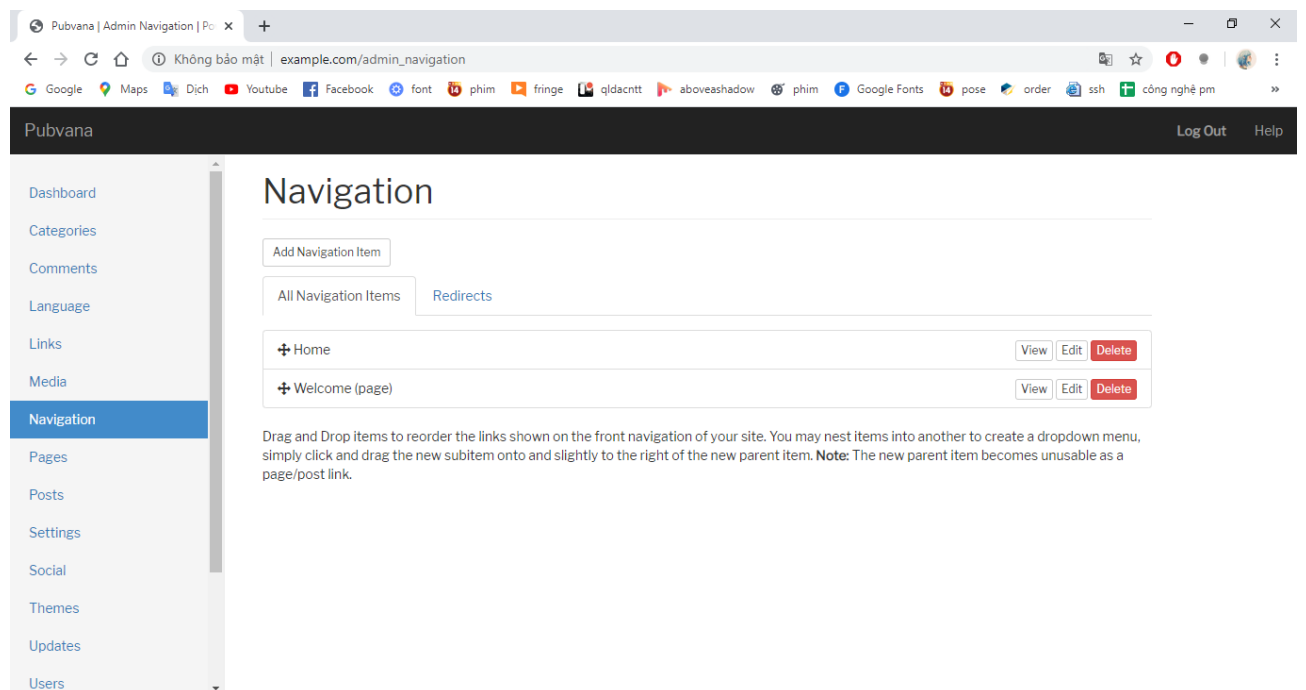 Pubvana | Admin Navigation | Po
Không bảo mật | example.com/admin_navigation
Google Maps Dịch Youtube Facebook font phim fringe qldacntt aboveashadow phim Google Fonts pose order ssh công nghệ pm »
Pubvana Log Out Help
Dashboard
Categories
Comments
Language
Links
Media
Navigation
Pages
Posts
Settings
Social
Themes
Updates
Users
Navigation
Add Navigation Item
All Navigation Items Redirects
Home View Edit Delete
Welcome (page) View Edit Delete
Drag and Drop items to reorder the links shown on the front navigation of your site. You may nest items into another to create a dropdown menu,
simply click and drag the new subitem onto and slightly to the right of the new parent item. Note: The new parent item becomes unusable as a
page/post link.